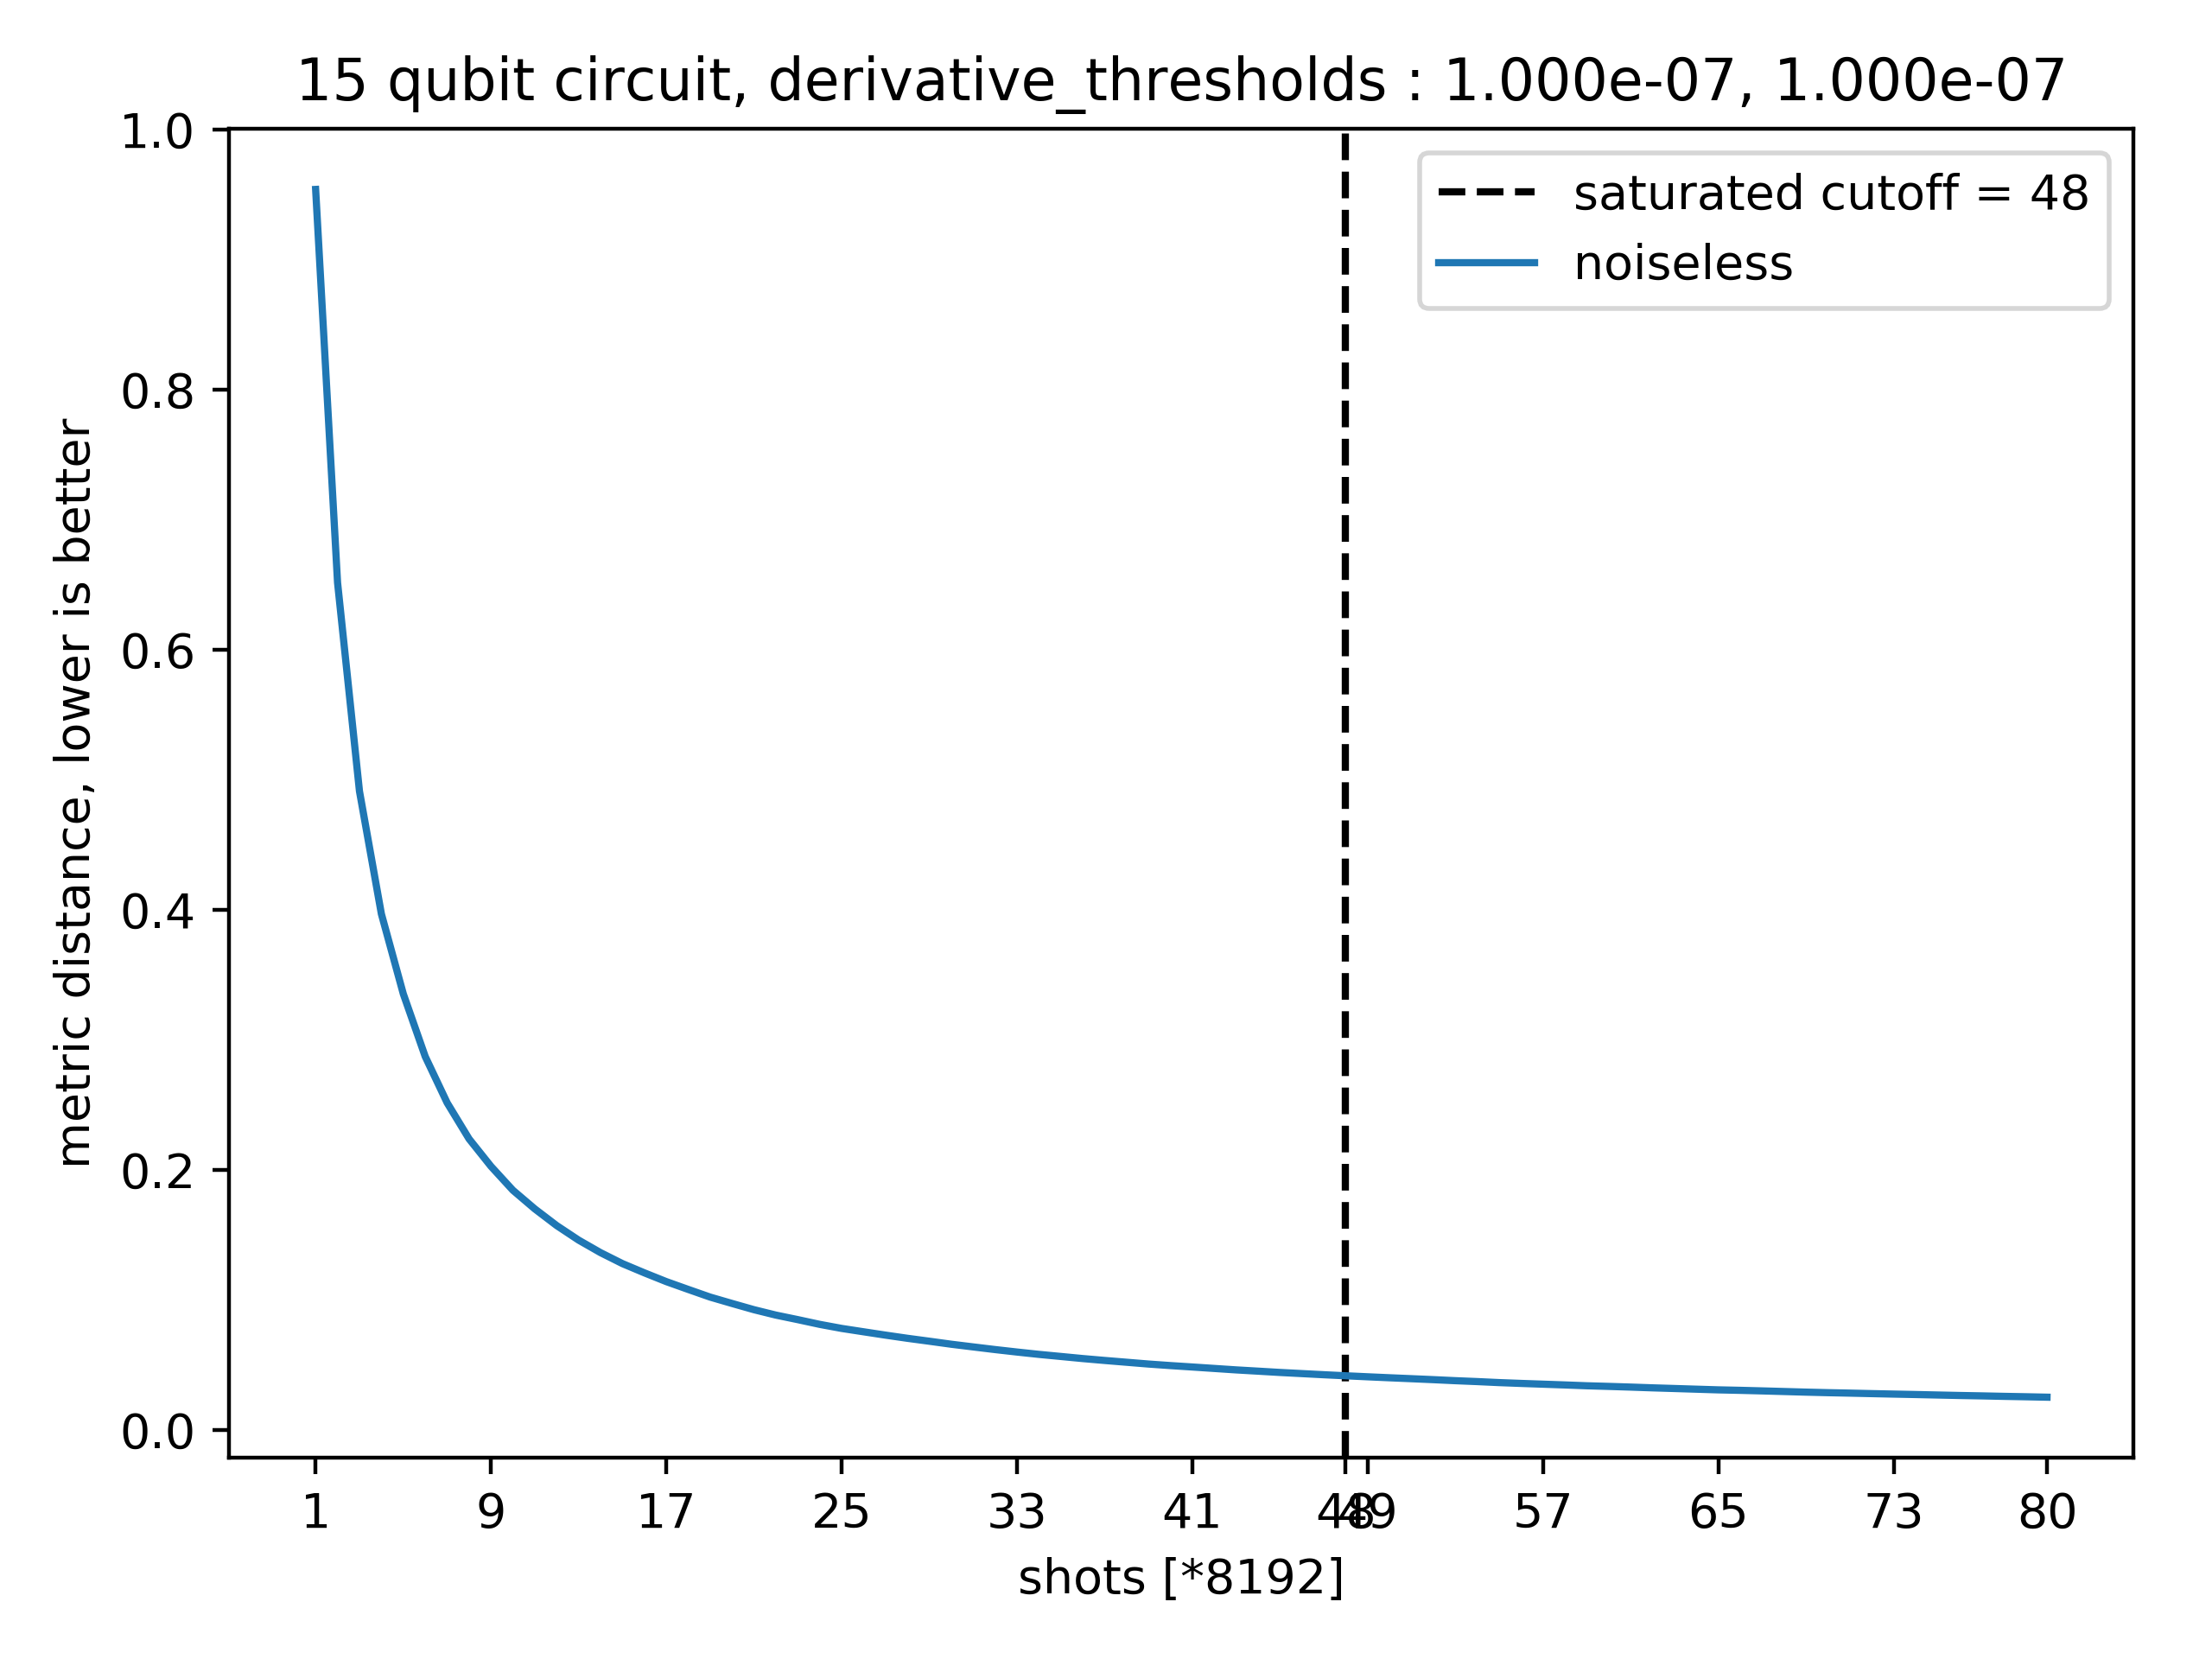 15 qubit circuit, derivative_thresholds : 1.000e-07, 1.000e-07
saturated cutoff = 48
noiseless
metric distance, lower is better
1.0
0.8
0.6
0.4
0.2
0.0
1 9 17 25 33 41 48 49 57 65 73 80
shots [*8192]